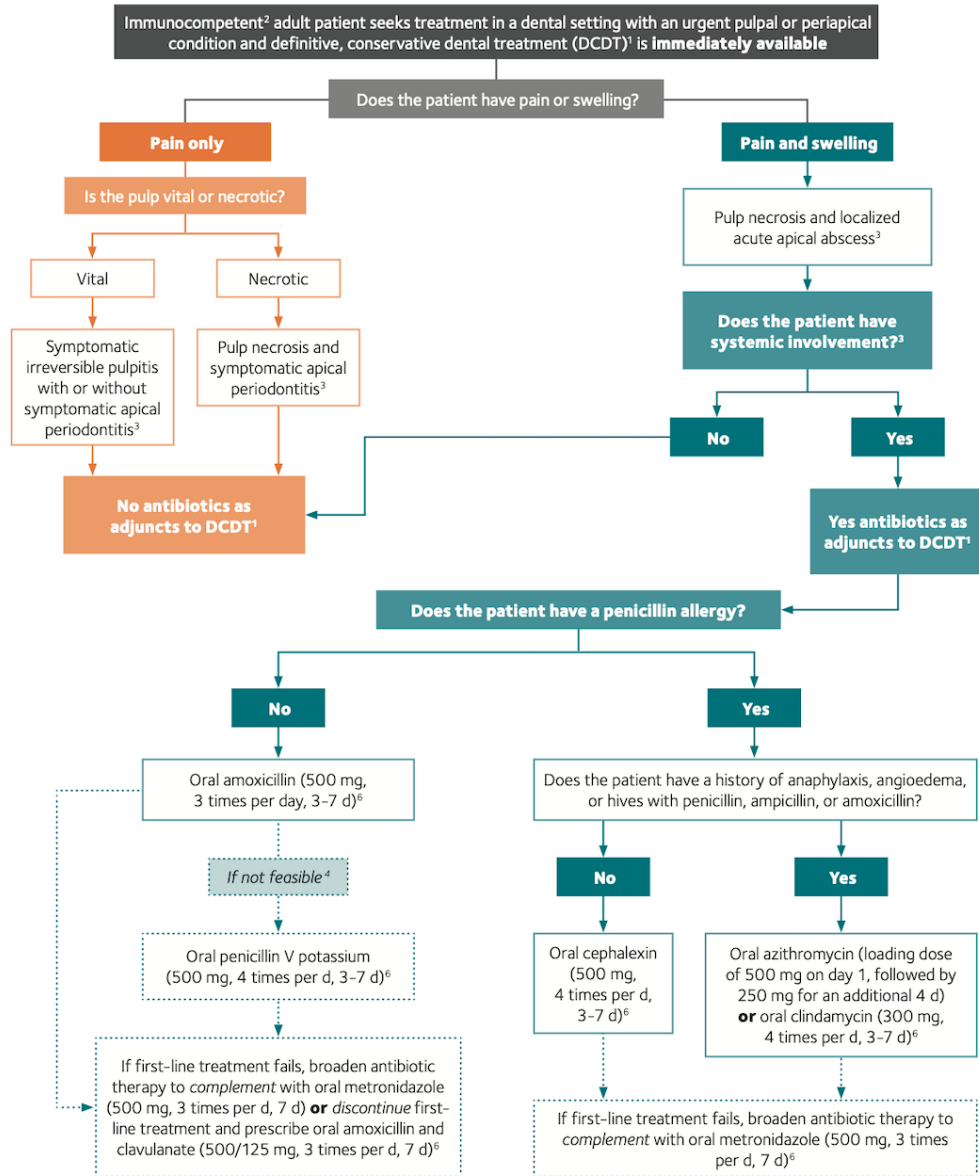 Immunocompetent² adult patient seeks treatment in a dental setting with an urgent pulpal or periapical
condition and definitive, conservative dental treatment (DCDT)¹ is immediately available
Does the patient have pain or swelling?
Pain only
Is the pulp vital or necrotic?
Vital
Necrotic
Symptomatic
irreversible pulpitis
with or without
symptomatic apical
periodontitis³
Pulp necrosis and
symptomatic apical
periodontitis³
No antibiotics as
adjuncts to DCDT¹
Pain and swelling
Pulp necrosis and localized
acute apical abscess³
Does the patient have
systemic involvement?³
No
Yes
Yes antibiotics as
adjuncts to DCDT¹
Does the patient have a penicillin allergy?
No
Oral amoxicillin (500 mg,
3 times per day, 3–7 d)⁶
If not feasible⁴
Oral penicillin V potassium
(500 mg, 4 times per d, 3–7 d)⁶
If first-line treatment fails, broaden antibiotic
therapy to complement with oral metronidazole
(500 mg, 3 times per d, 7 d) or discontinue first-
line treatment and prescribe oral amoxicillin and
clavulanate (500/125 mg, 3 times per d, 7 d)⁶
Yes
Does the patient have a history of anaphylaxis, angioedema,
or hives with penicillin, ampicillin, or amoxicillin?
No
Oral cephalexin
(500 mg,
4 times per d,
3–7 d)⁶
Yes
Oral azithromycin (loading dose
of 500 mg on day 1, followed by
250 mg for an additional 4 d)
or oral clindamycin (300 mg,
4 times per d, 3–7 d)⁶
If first-line treatment fails, broaden antibiotic therapy to
complement with oral metronidazole (500 mg, 3 times
per d, 7 d)⁶